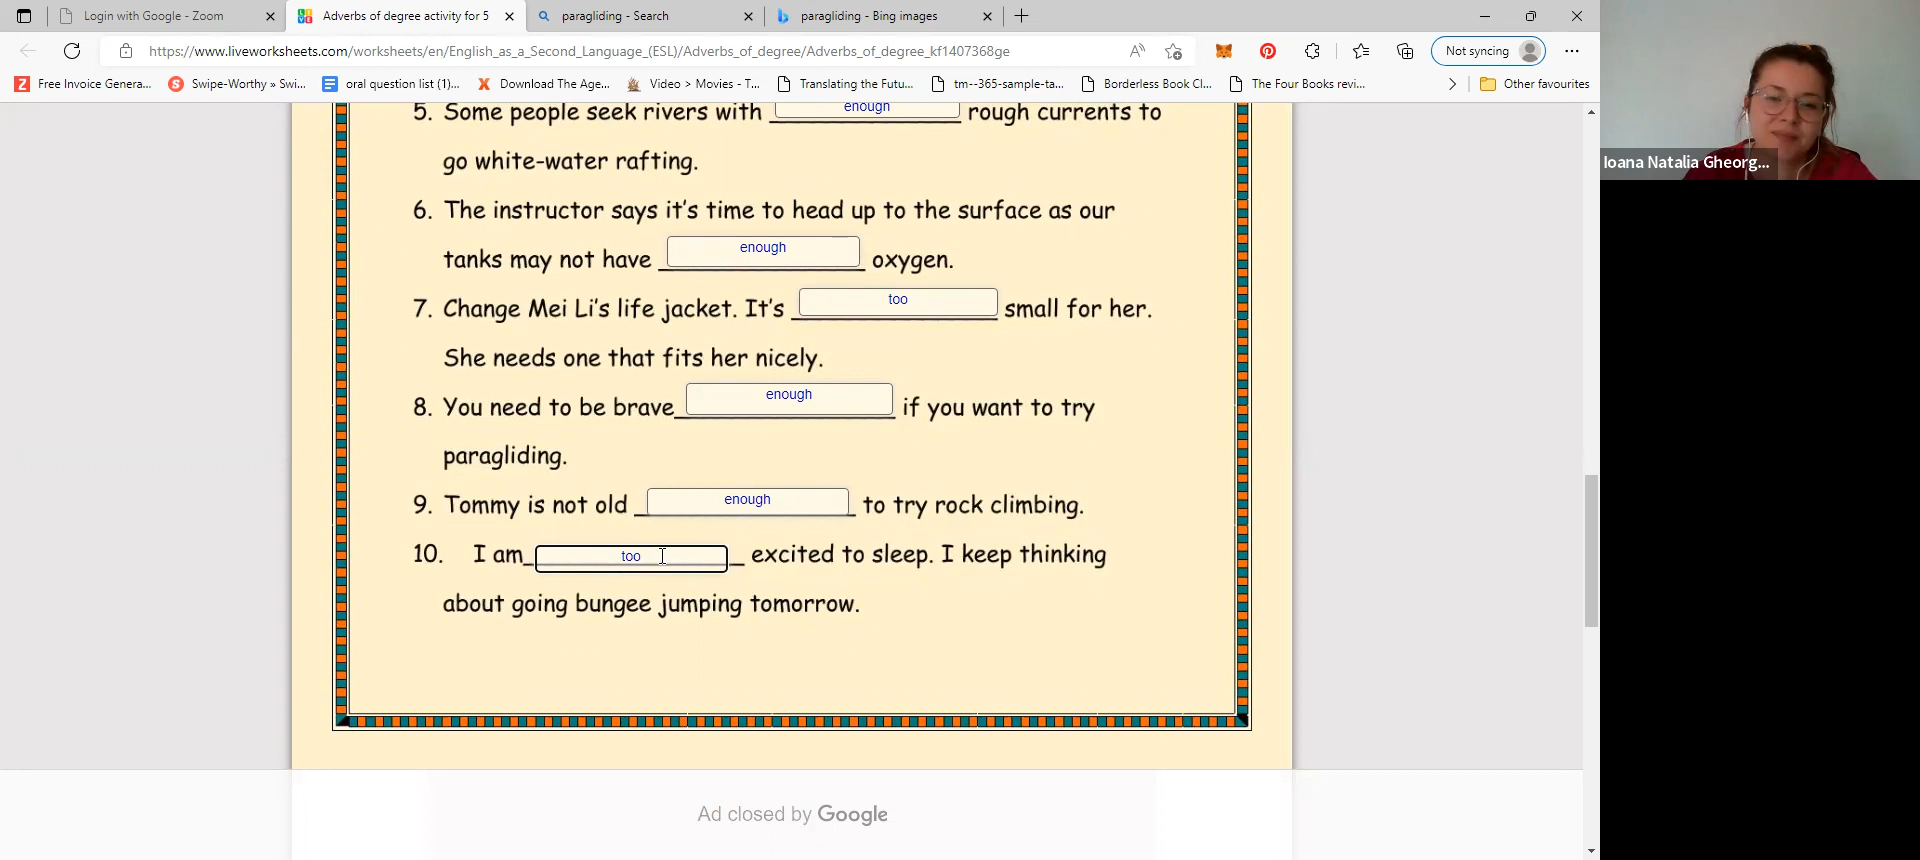 Login with Google - Zoom
Adverbs of degree activity for 5
paragliding - Search
paragliding - Bing images
https://www.liveworksheets.com/worksheets/en/English_as_a_Second_Language_(ESL)/Adverbs_of_degree/Adverbs_of_degree_kf1407368ge
Not syncing
Free Invoice Genera...
Swipe-Worthy » Swi...
oral question list (1)...
Download The Age...
Video > Movies - T...
Translating the Futu...
tm--365-sample-ta...
Borderless Book Cl...
The Four Books revi...
Other favourites
5. Some people seek rivers with enough rough currents to
go white-water rafting.
6. The instructor says it's time to head up to the surface as our
tanks may not have enough oxygen.
7. Change Mei Li's life jacket. It's too small for her.
She needs one that fits her nicely.
8. You need to be brave enough if you want to try
paragliding.
9. Tommy is not old enough to try rock climbing.
10. I am too excited to sleep. I keep thinking
about going bungee jumping tomorrow.
Ad closed by Google
Ioana Natalia Gheorg...